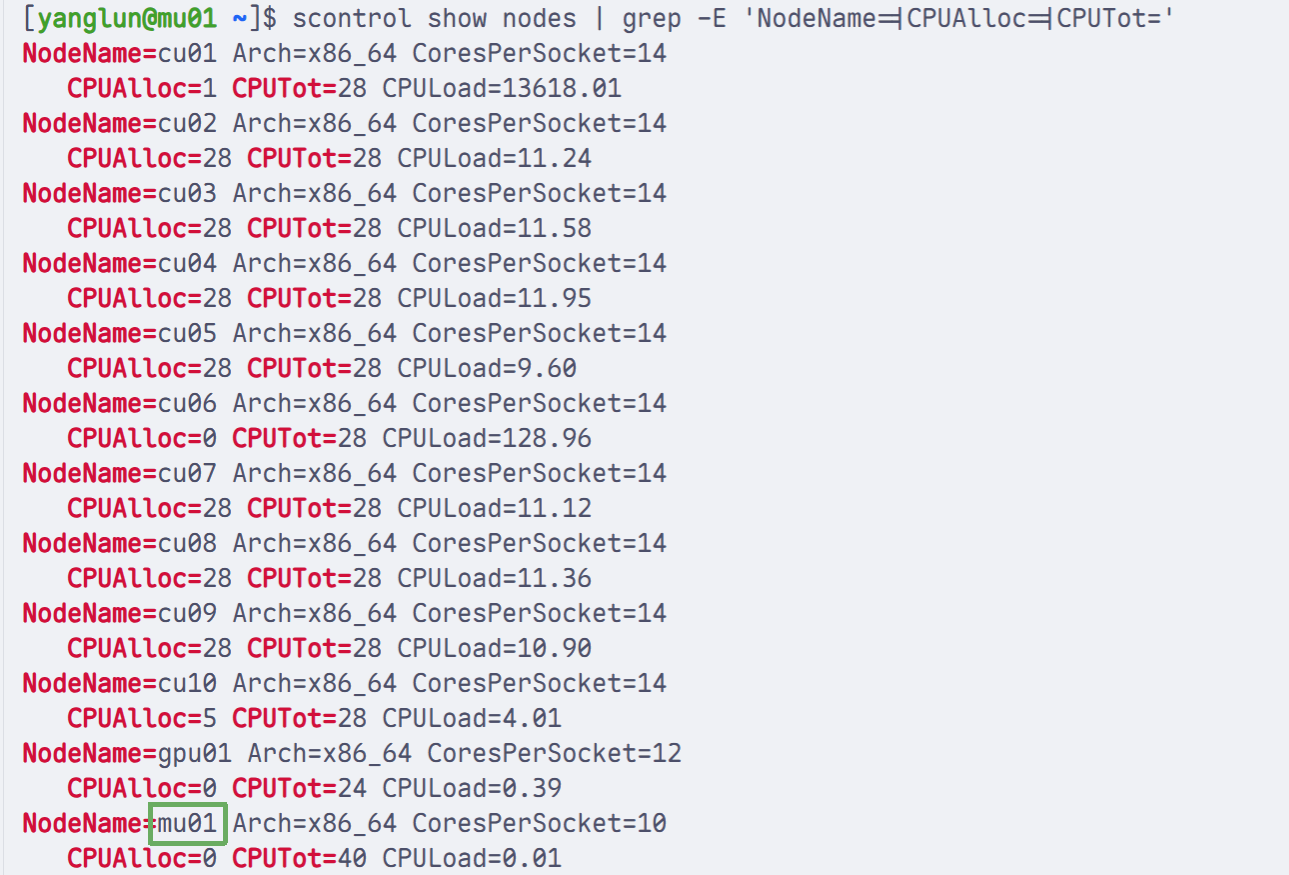 [yanglun@mu01 ~]$ scontrol show nodes | grep -E 'NodeName=|CPUAlloc=|CPUTot='
NodeName=cu01 Arch=x86_64 CoresPerSocket=14
CPUAlloc=1 CPUTot=28 CPULoad=13618.01
NodeName=cu02 Arch=x86_64 CoresPerSocket=14
CPUAlloc=28 CPUTot=28 CPULoad=11.24
NodeName=cu03 Arch=x86_64 CoresPerSocket=14
CPUAlloc=28 CPUTot=28 CPULoad=11.58
NodeName=cu04 Arch=x86_64 CoresPerSocket=14
CPUAlloc=28 CPUTot=28 CPULoad=11.95
NodeName=cu05 Arch=x86_64 CoresPerSocket=14
CPUAlloc=28 CPUTot=28 CPULoad=9.60
NodeName=cu06 Arch=x86_64 CoresPerSocket=14
CPUAlloc=0 CPUTot=28 CPULoad=128.96
NodeName=cu07 Arch=x86_64 CoresPerSocket=14
CPUAlloc=28 CPUTot=28 CPULoad=11.12
NodeName=cu08 Arch=x86_64 CoresPerSocket=14
CPUAlloc=28 CPUTot=28 CPULoad=11.36
NodeName=cu09 Arch=x86_64 CoresPerSocket=14
CPUAlloc=28 CPUTot=28 CPULoad=10.90
NodeName=cu10 Arch=x86_64 CoresPerSocket=14
CPUAlloc=5 CPUTot=28 CPULoad=4.01
NodeName=gpu01 Arch=x86_64 CoresPerSocket=12
CPUAlloc=0 CPUTot=24 CPULoad=0.39
NodeName=mu01 Arch=x86_64 CoresPerSocket=10
CPUAlloc=0 CPUTot=40 CPULoad=0.01